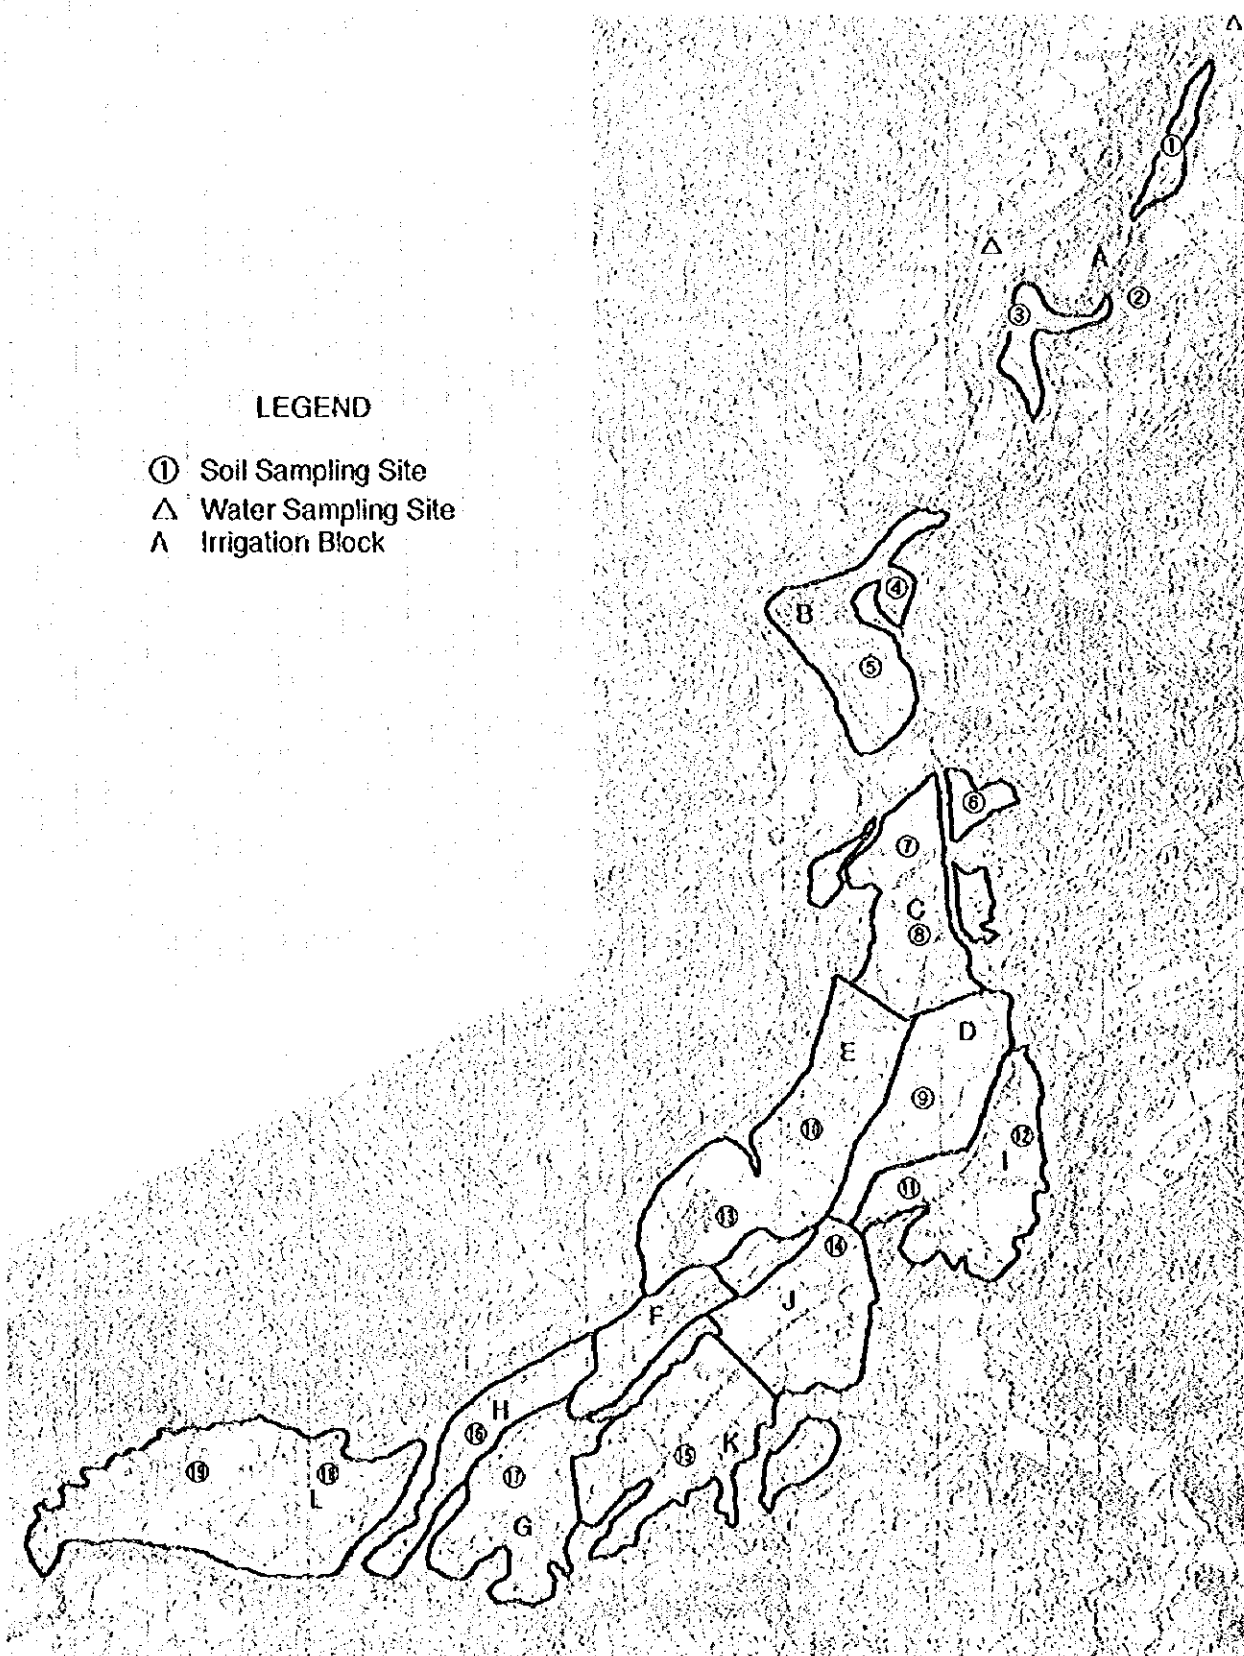 △
①
△
A
②
③
LEGEND
① Soil Sampling Site
△ Water Sampling Site
A Irrigation Block
④
B
⑤
⑥
⑦
C
⑧
D
E
⑨
⑩
⑫
I
⑪
⑬
⑭
J
F
H
⑯
K
⑮
⑲
⑱
⑰
L
G